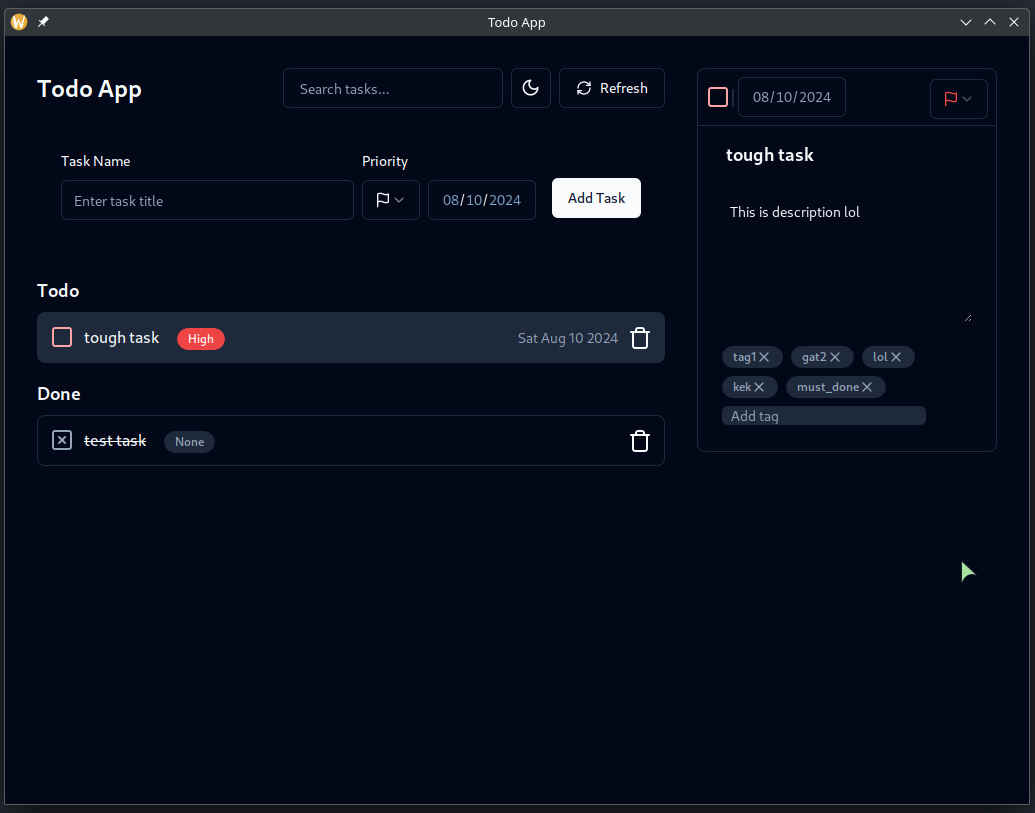 Todo App
Todo App
Search tasks...
Refresh
Task Name
Priority
Enter task title
08/10/2024
Add Task
Todo
tough task
High
Sat Aug 10 2024
Done
test task
None
08/10/2024
tough task
This is description lol
tag1 gat2 lol
kek must_done
Add tag